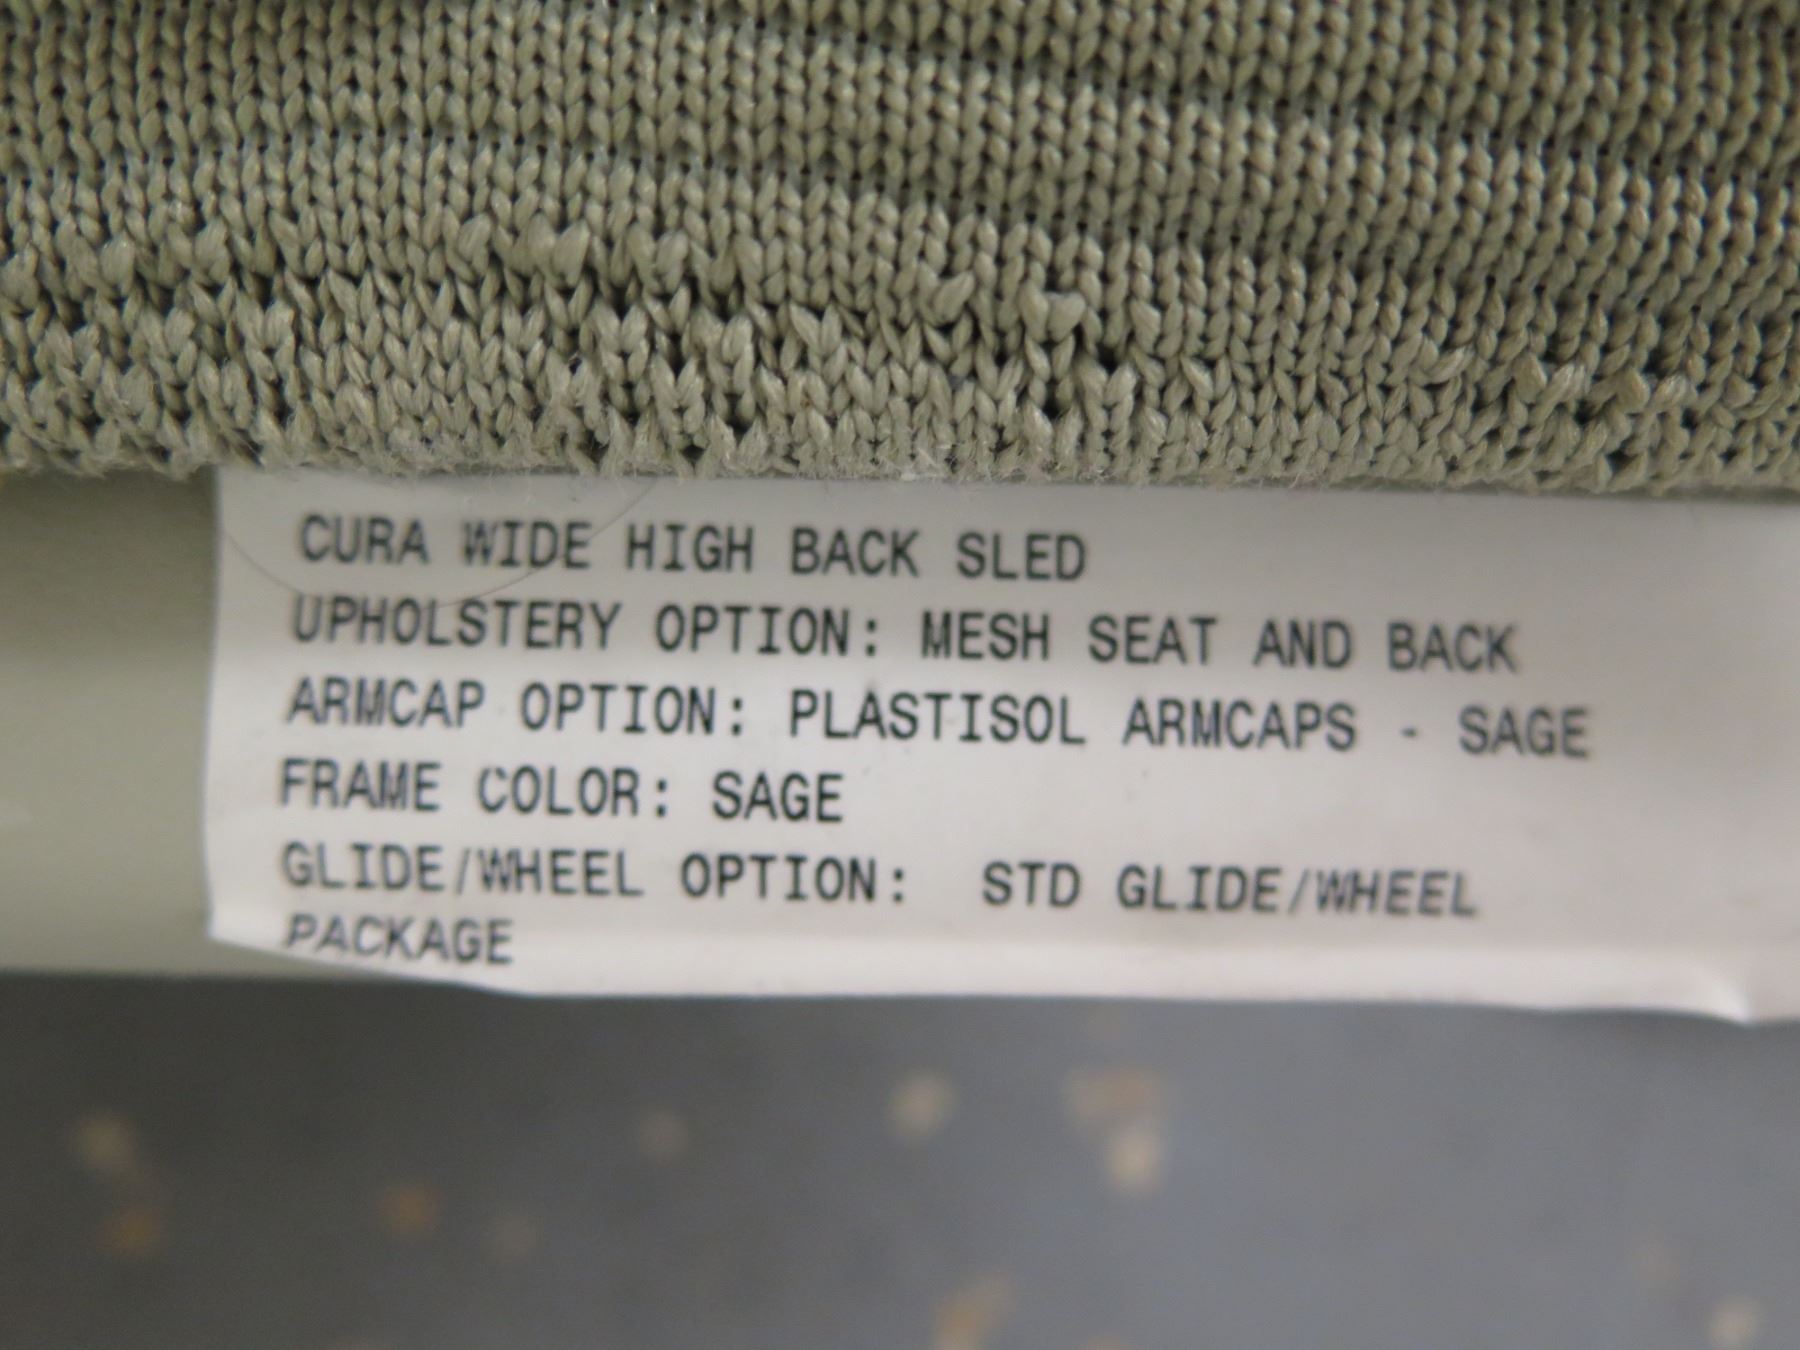 CURA WIDE HIGH BACK SLED
UPHOLSTERY OPTION: MESH SEAT AND BACK
ARMCAP OPTION: PLASTISOL ARMCAPS - SAGE
FRAME COLOR: SAGE
GLIDE/WHEEL OPTION:  STD GLIDE/WHEEL
PACKAGE